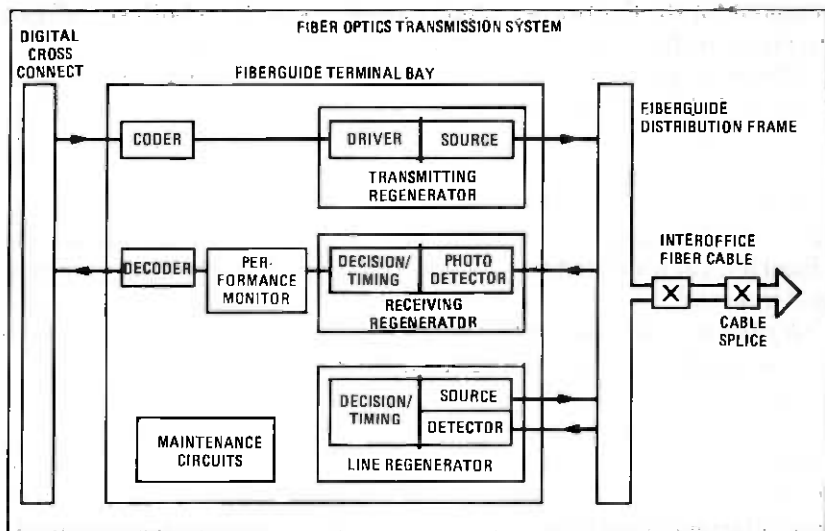 FIBER OPTICS TRANSMISSION SYSTEM
DIGITAL
CROSS
CONNECT
FIBERGUIDE TERMINAL BAY
FIBERGUIDE
DISTRIBUTION FRAME
CODER
DRIVER
SOURCE
TRANSMITTING
REGENERATOR
DECODER
PER-
FORMANCE
MONITOR
DECISION/
TIMING
PHOTO
DETECTOR
RECEIVING
REGENERATOR
INTEROFFICE
FIBER CABLE
X
X
CABLE
SPLICE
MAINTENANCE
CIRCUITS
DECISION/
TIMING
SOURCE
DETECTOR
LINE REGENERATOR